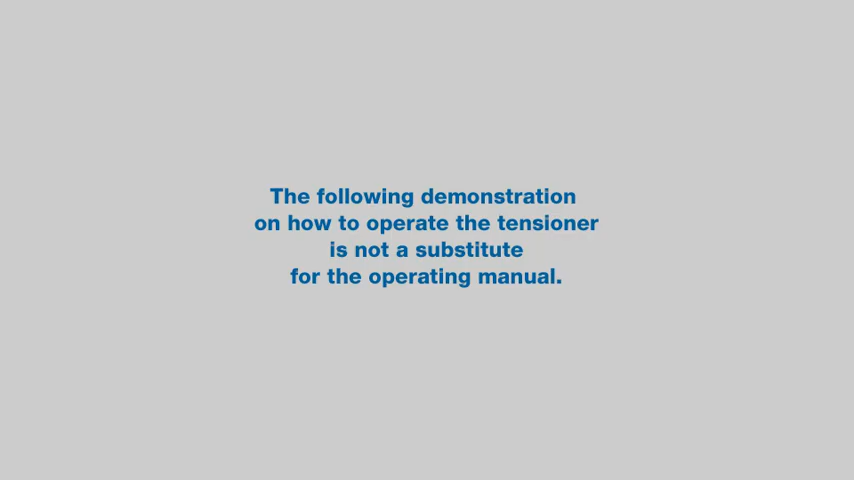 The following demonstration
on how to operate the tensioner
is not a substitute
for the operating manual.